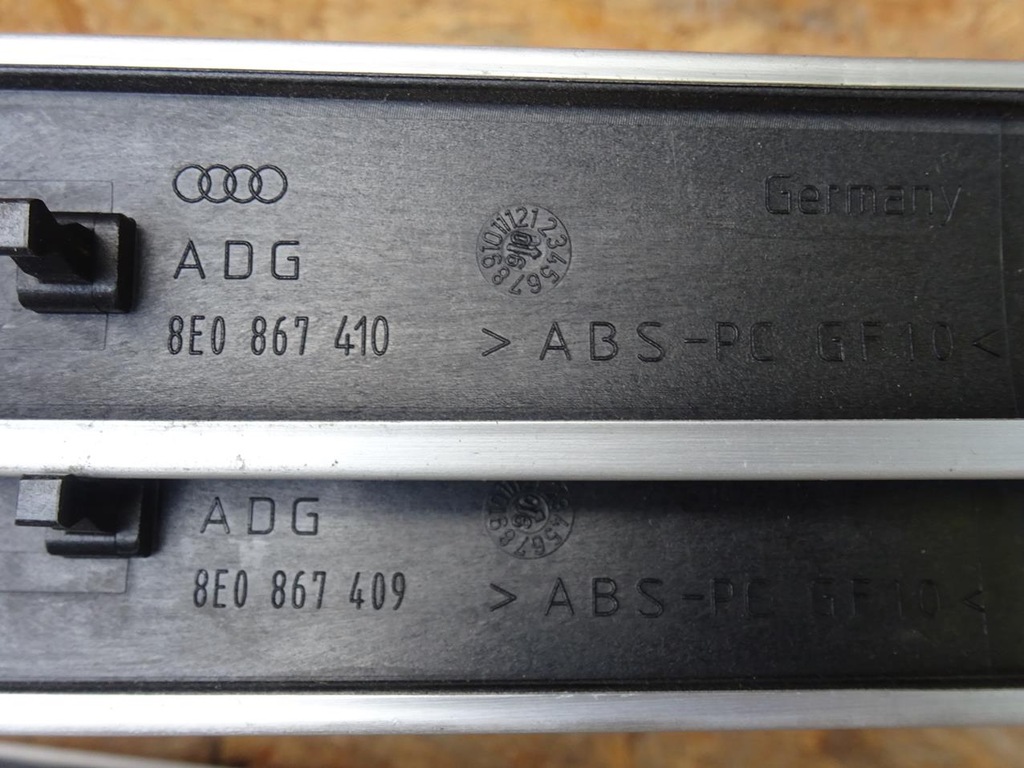 Germany
ADG
8E0 867 410
> ABS-PC GF10 <
ADG
8E0 867 409
> ABS-PC GF10 <